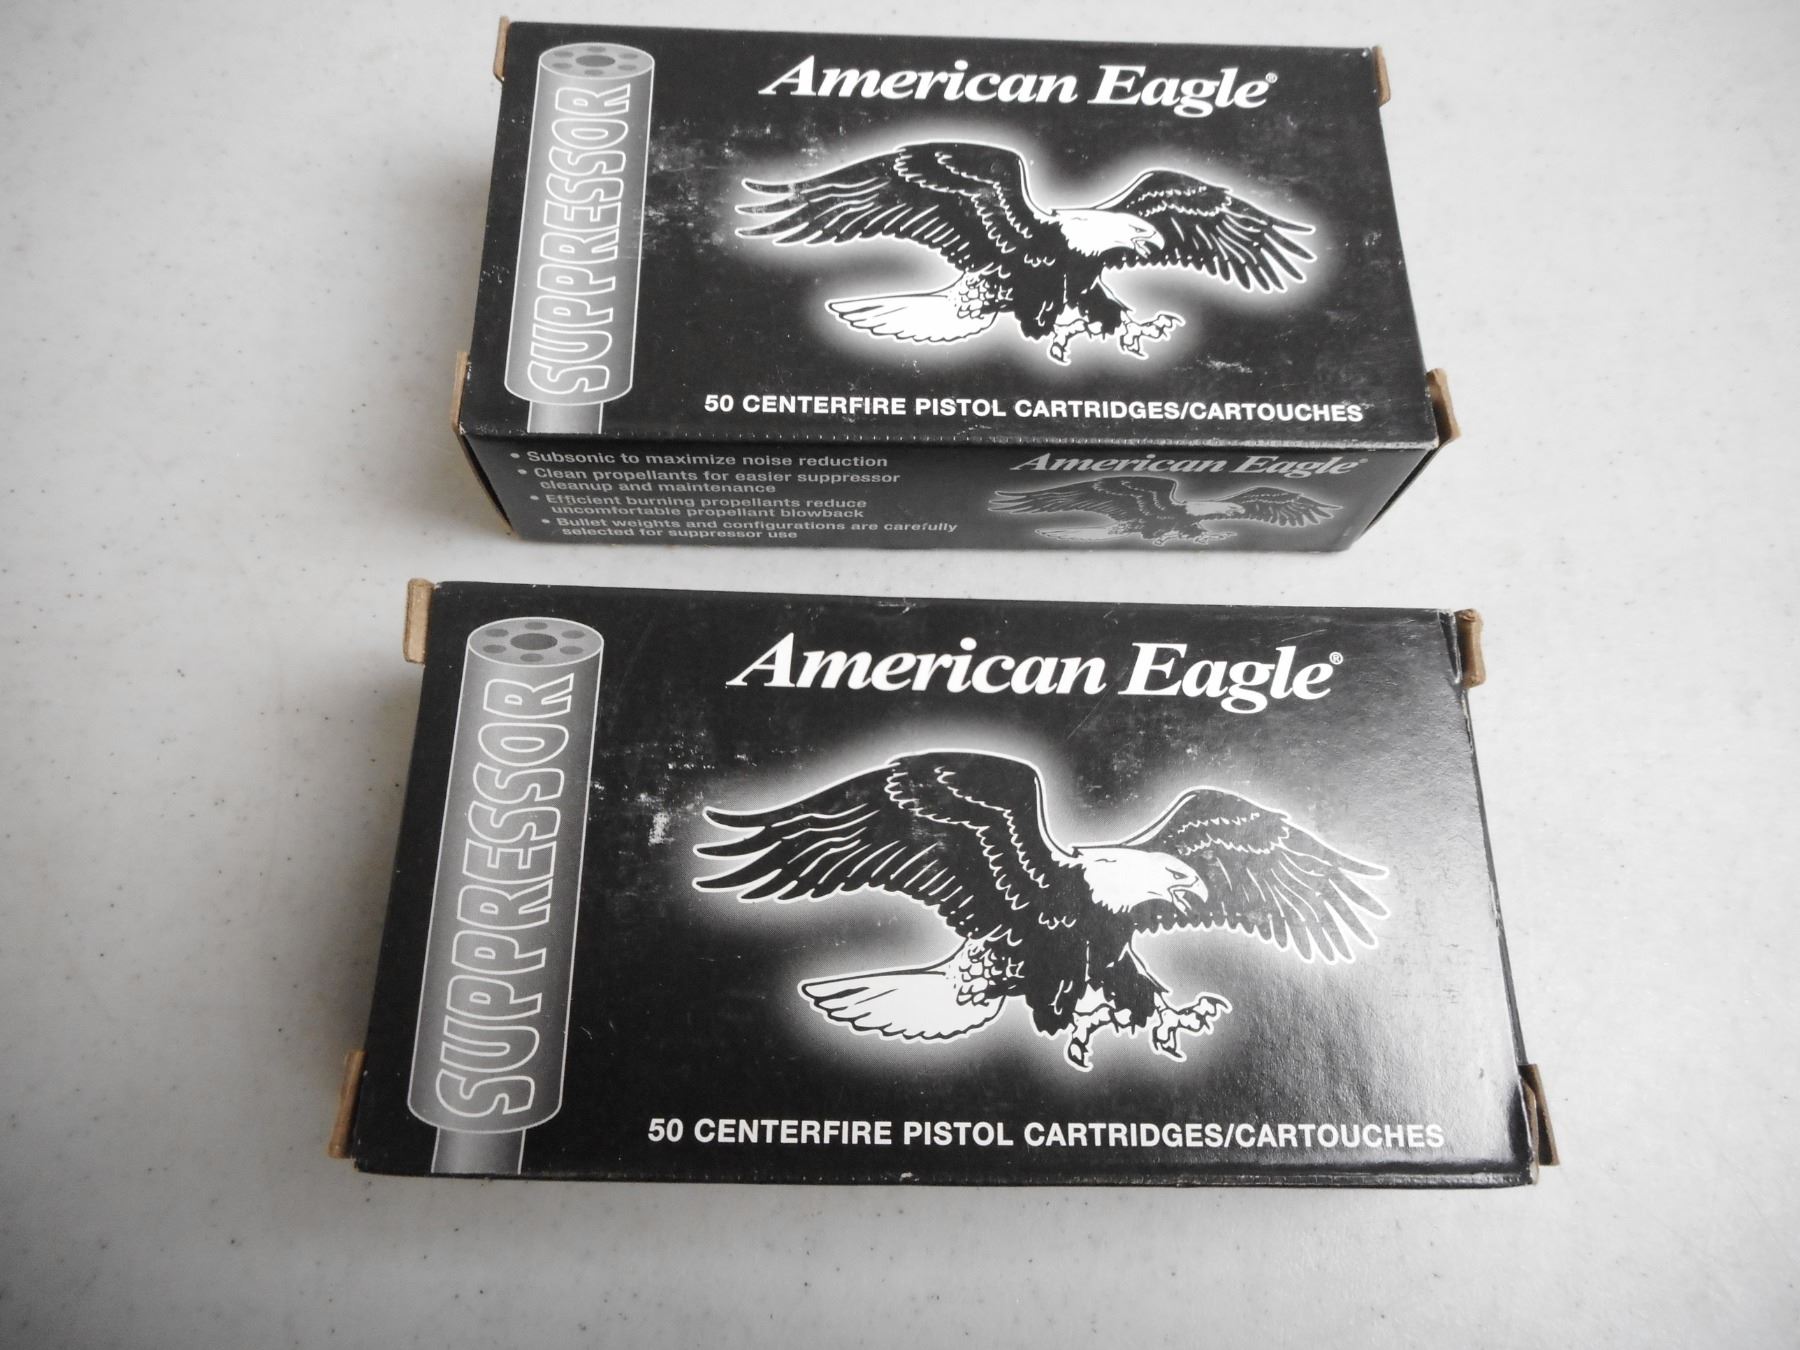 SUPPRESSOR
American Eagle®
50 CENTERFIRE PISTOL CARTRIDGES/CARTOUCHES
• Subsonic to maximize noise reduction
• Clean propellants for easier suppressor
cleanup and maintenance
• Efficient burning propellants reduce
uncomfortable propellant blowback
• Bullet weights and configurations are carefully
selected for suppressor use
American Eagle®
SUPPRESSOR
American Eagle®
50 CENTERFIRE PISTOL CARTRIDGES/CARTOUCHES